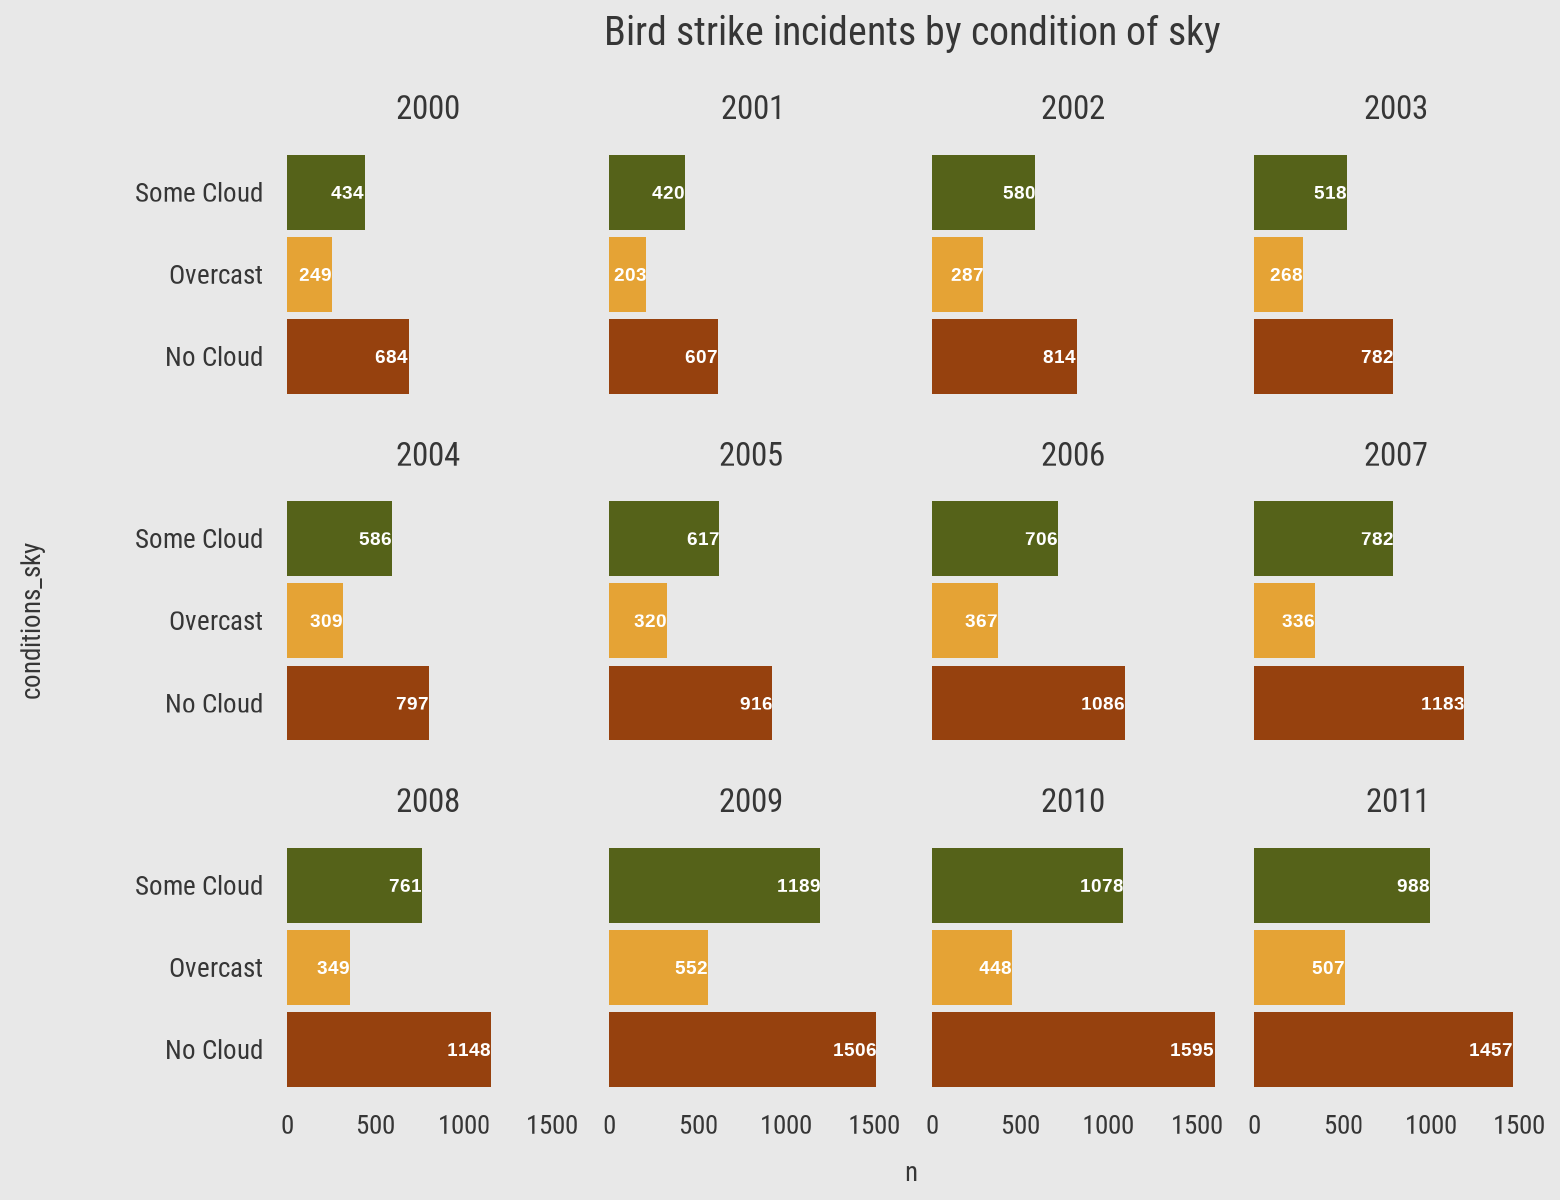 Bird strike incidents by condition of sky
2000 2001 2002 2003
Some Cloud 434 420 580 518
Overcast 249 203 287 268
No Cloud 684 607 814 782
2004 2005 2006 2007
Some Cloud 586 617 706 782
Overcast 309 320 367 336
No Cloud 797 916 1086 1183
conditions_sky
2008 2009 2010 2011
Some Cloud 761 1189 1078 988
Overcast 349 552 448 507
No Cloud 1148 1506 1595 1457
0 500 1000 1500 0 500 1000 1500 0 500 1000 1500 0 500 1000 1500
n